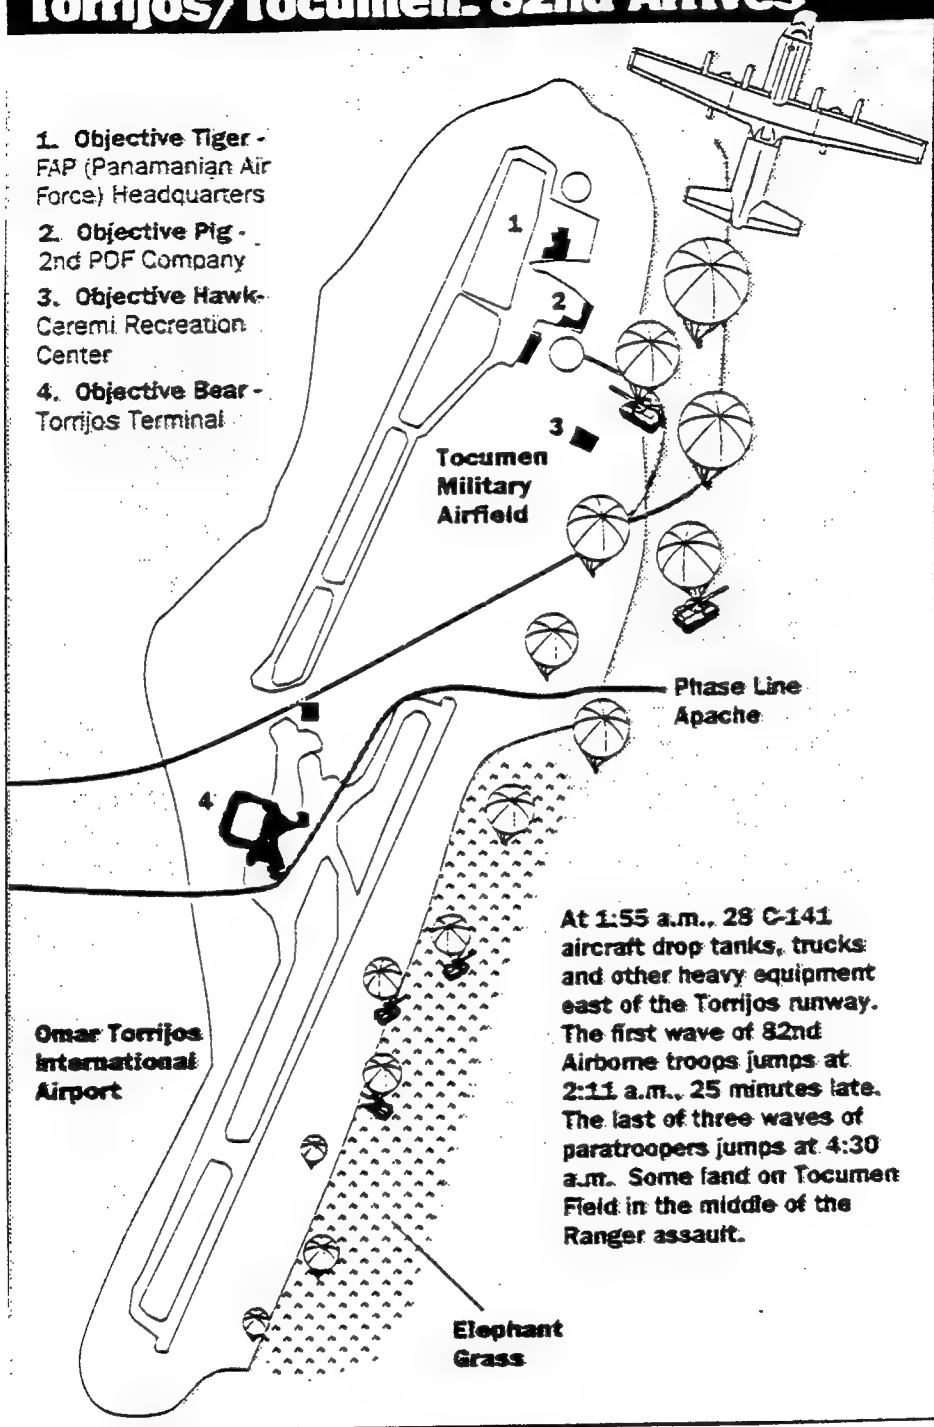 Torrijos/Tocumen: 82nd Arrives
1. Objective Tiger -
FAP (Panamanian Air
Force) Headquarters
2. Objective Pig -
2nd PDF Company
3. Objective Hawk-
Ceremi Recreation
Center
4. Objective Bear -
Torrijos Terminal
1
2
3
Tocumen
Military
Airfield
Phase Line
Apache
4
Omar Torrijos
International
Airport
At 1:55 a.m., 28 C-141
aircraft drop tanks, trucks
and other heavy equipment
east of the Torrijos runway.
The first wave of 82nd
Airborne troops jumps at
2:11 a.m., 25 minutes late.
The last of three waves of
paratroopers jumps at 4:30
a.m. Some land on Tocumen
Field in the middle of the
Ranger assault.
Elephant
Grass